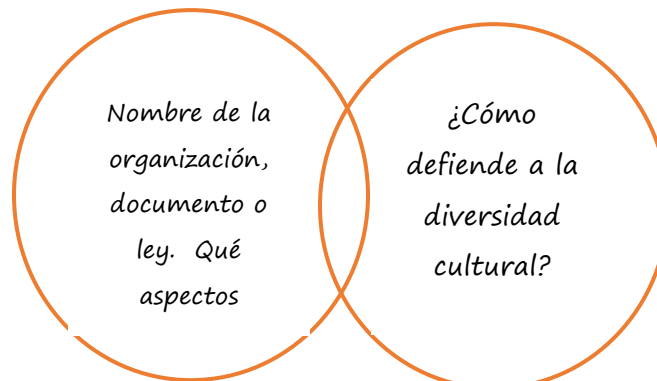 Nombre de la
organización,
documento o
ley. Qué
aspectos
¿Cómo
defiende a la
diversidad
cultural?